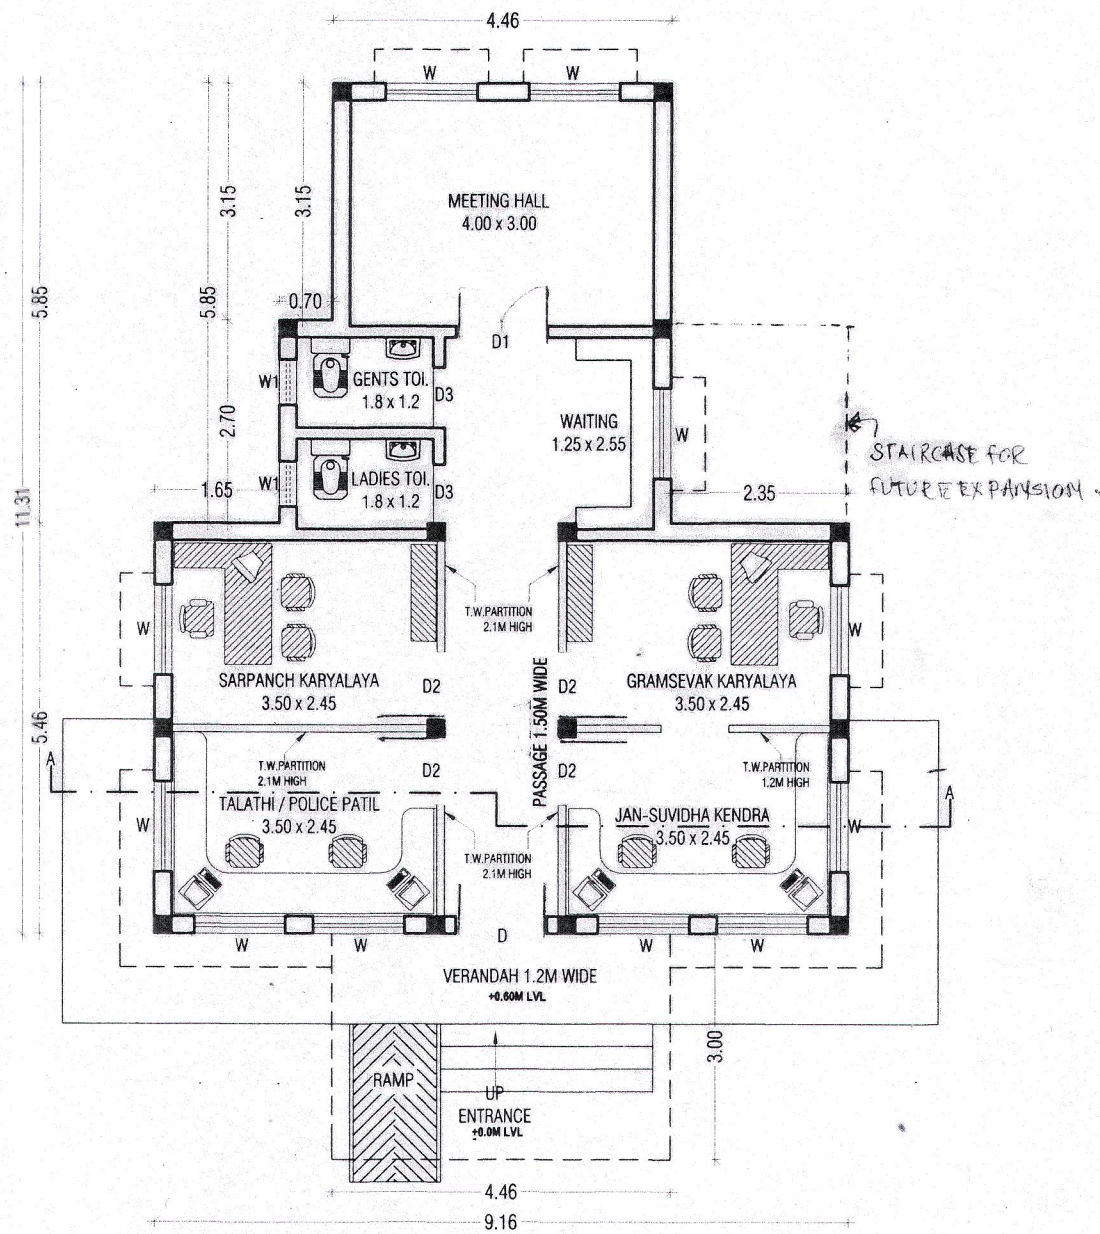 4.46
W
W
MEETING HALL
4.00 x 3.00
3.15
3.15
5.85
5.85
11.31
0.70
D1
W1
GENTS TOI.
1.8 x 1.2
D3
WAITING
1.25 x 2.55
W
2.70
STAIRCASE FOR
FUTURE EXPANSION
W1
LADIES TOI.
1.8 x 1.2
D3
1.65
2.35
T.W.PARTITION
2.1M HIGH
W
W
SARPANCH KARYALAYA
3.50 x 2.45
D2
PASSAGE 1.50M WIDE
D2
GRAMSEVAK KARYALAYA
3.50 x 2.45
5.46
A
T.W.PARTITION
2.1M HIGH
D2
D2
T.W.PARTITION
1.2M HIGH
A
TALATHI / POLICE PATIL
3.50 x 2.45
JAN-SUVIDHA KENDRA
3.50 x 2.45
W
W
T.W.PARTITION
2.1M HIGH
W
W
D
W
W
VERANDAH 1.2M WIDE
+0.60M LVL
3.00
RAMP
UP
ENTRANCE
+0.0M LVL
4.46
9.16